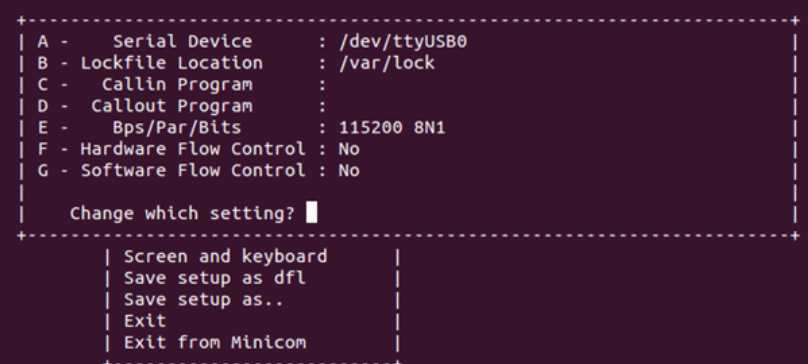 +-----------------------------------------------------------------------+
| A -    Serial Device      : /dev/ttyUSB0                              |
| B - Lockfile Location     : /var/lock                                 |
| C -   Callin Program      :                                           |
| D -  Callout Program      :                                           |
| E -    Bps/Par/Bits       : 115200 8N1                                |
| F - Hardware Flow Control : No                                        |
| G - Software Flow Control : No                                        |
|                                                                       |
|    Change which setting?                                              |
+-----------------------------------------------------------------------+
| Screen and keyboard      |
| Save setup as dfl        |
| Save setup as..          |
| Exit                     |
| Exit from Minicom        |
+--------------------------+